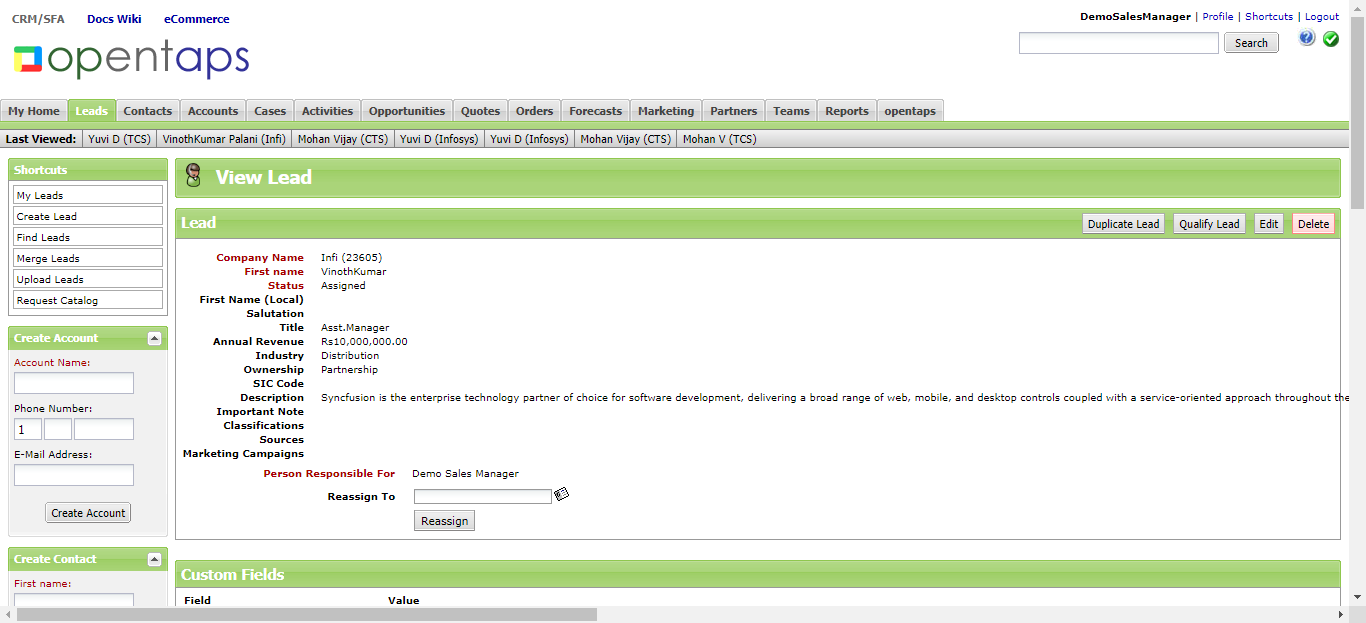 CRM/SFA Docs Wiki eCommerce
DemoSalesManager | Profile | Shortcuts | Logout
opentaps
Search
My Home Leads Contacts Accounts Cases Activities Opportunities Quotes Orders Forecasts Marketing Partners Teams Reports opentaps
Last Viewed: Yuvi D (TCS) VinothKumar Palani (Infi) Mohan Vijay (CTS) Yuvi D (Infosys) Yuvi D (Infosys) Mohan Vijay (CTS) Mohan V (TCS)
Shortcuts
My Leads
Create Lead
Find Leads
Merge Leads
Upload Leads
Request Catalog
Create Account
Account Name:
Phone Number:
1
E-Mail Address:
Create Account
Create Contact
First name:
View Lead
Lead
Duplicate Lead Qualify Lead Edit Delete
Company Name Infi (23605)
First name VinothKumar
Status Assigned
First Name (Local)
Salutation
Title Asst.Manager
Annual Revenue Rs10,000,000.00
Industry Distribution
Ownership Partnership
SIC Code
Description Syncfusion is the enterprise technology partner of choice for software development, delivering a broad range of web, mobile, and desktop controls coupled with a service-oriented approach throughout the
Important Note
Classifications
Sources
Marketing Campaigns
Person Responsible For Demo Sales Manager
Reassign To
Reassign
Custom Fields
Field Value